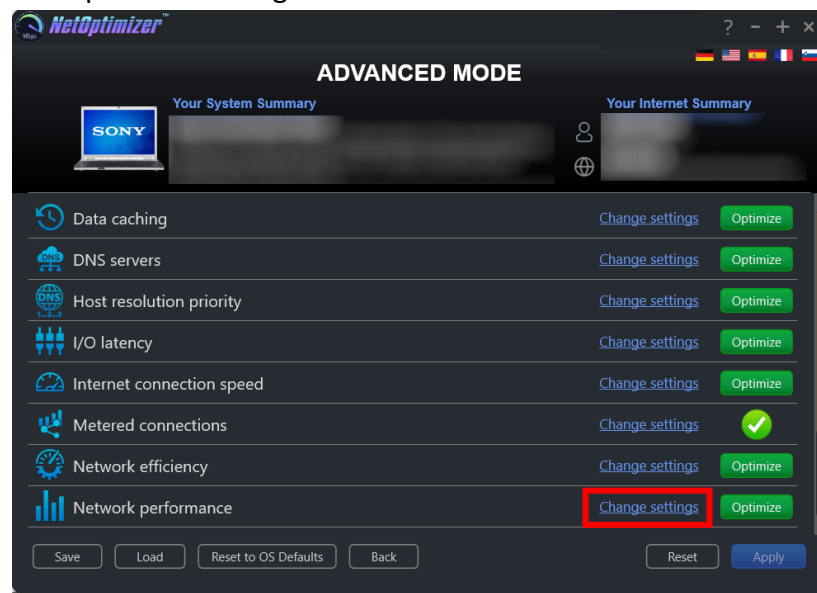 NetOptimizer™
Mbps
? - + ×
ADVANCED MODE
Your System Summary
Your Internet Summary
SONY
Data caching Change settings Optimize
DNS servers Change settings Optimize
DNS
Host resolution priority Change settings Optimize
DNS
I/O latency Change settings Optimize
Internet connection speed Change settings Optimize
Metered connections Change settings
Network efficiency Change settings Optimize
Network performance Change settings Optimize
Save Load Reset to OS Defaults Back Reset Apply